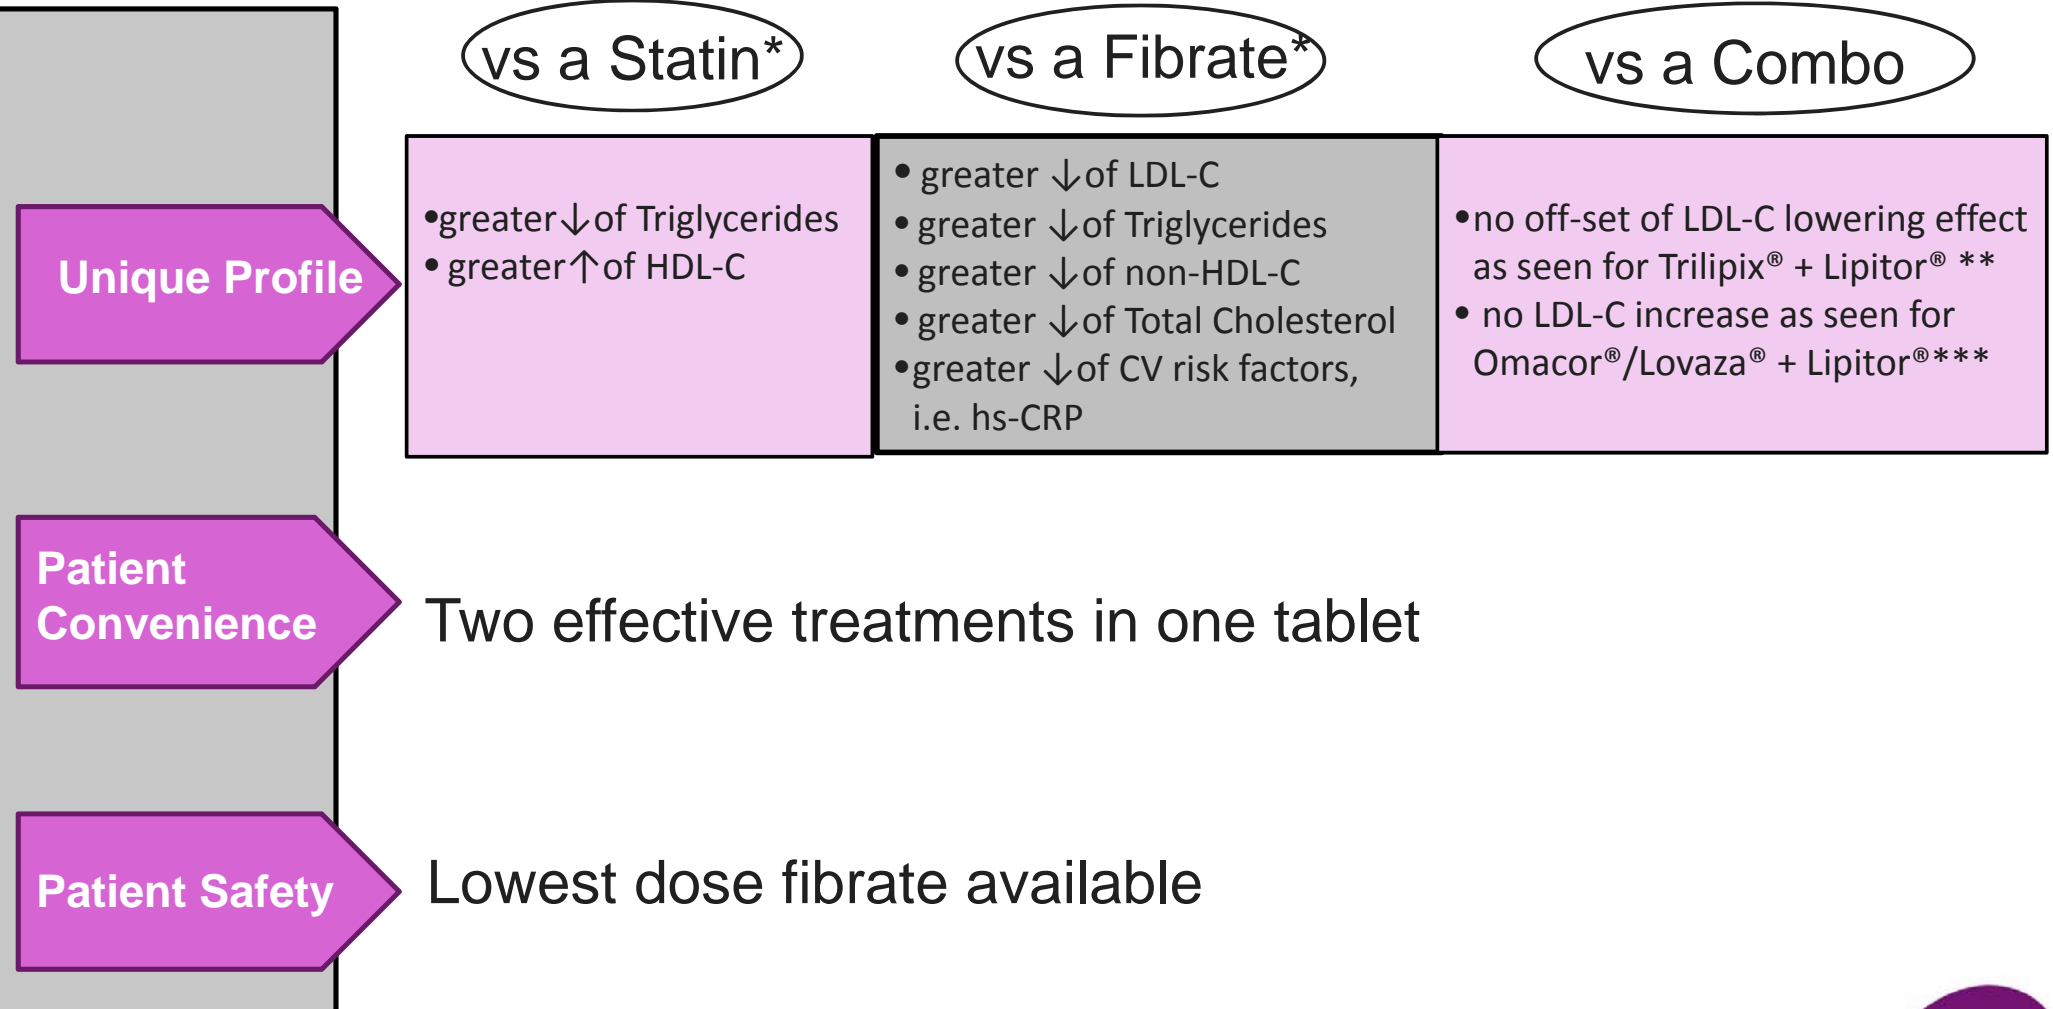 vs a Statin*
vs a Fibrate*
vs a Combo
Unique Profile
•greater↓of Triglycerides
• greater↑of HDL-C
• greater ↓of LDL-C
• greater ↓of Triglycerides
• greater ↓of non-HDL-C
• greater ↓of Total Cholesterol
•greater ↓of CV risk factors,
i.e. hs-CRP
•no off-set of LDL-C lowering effect
as seen for Trilipix® + Lipitor® **
• no LDL-C increase as seen for
Omacor®/Lovaza® + Lipitor®***
Patient
Convenience
Two effective treatments in one tablet
Patient Safety
Lowest dose fibrate available